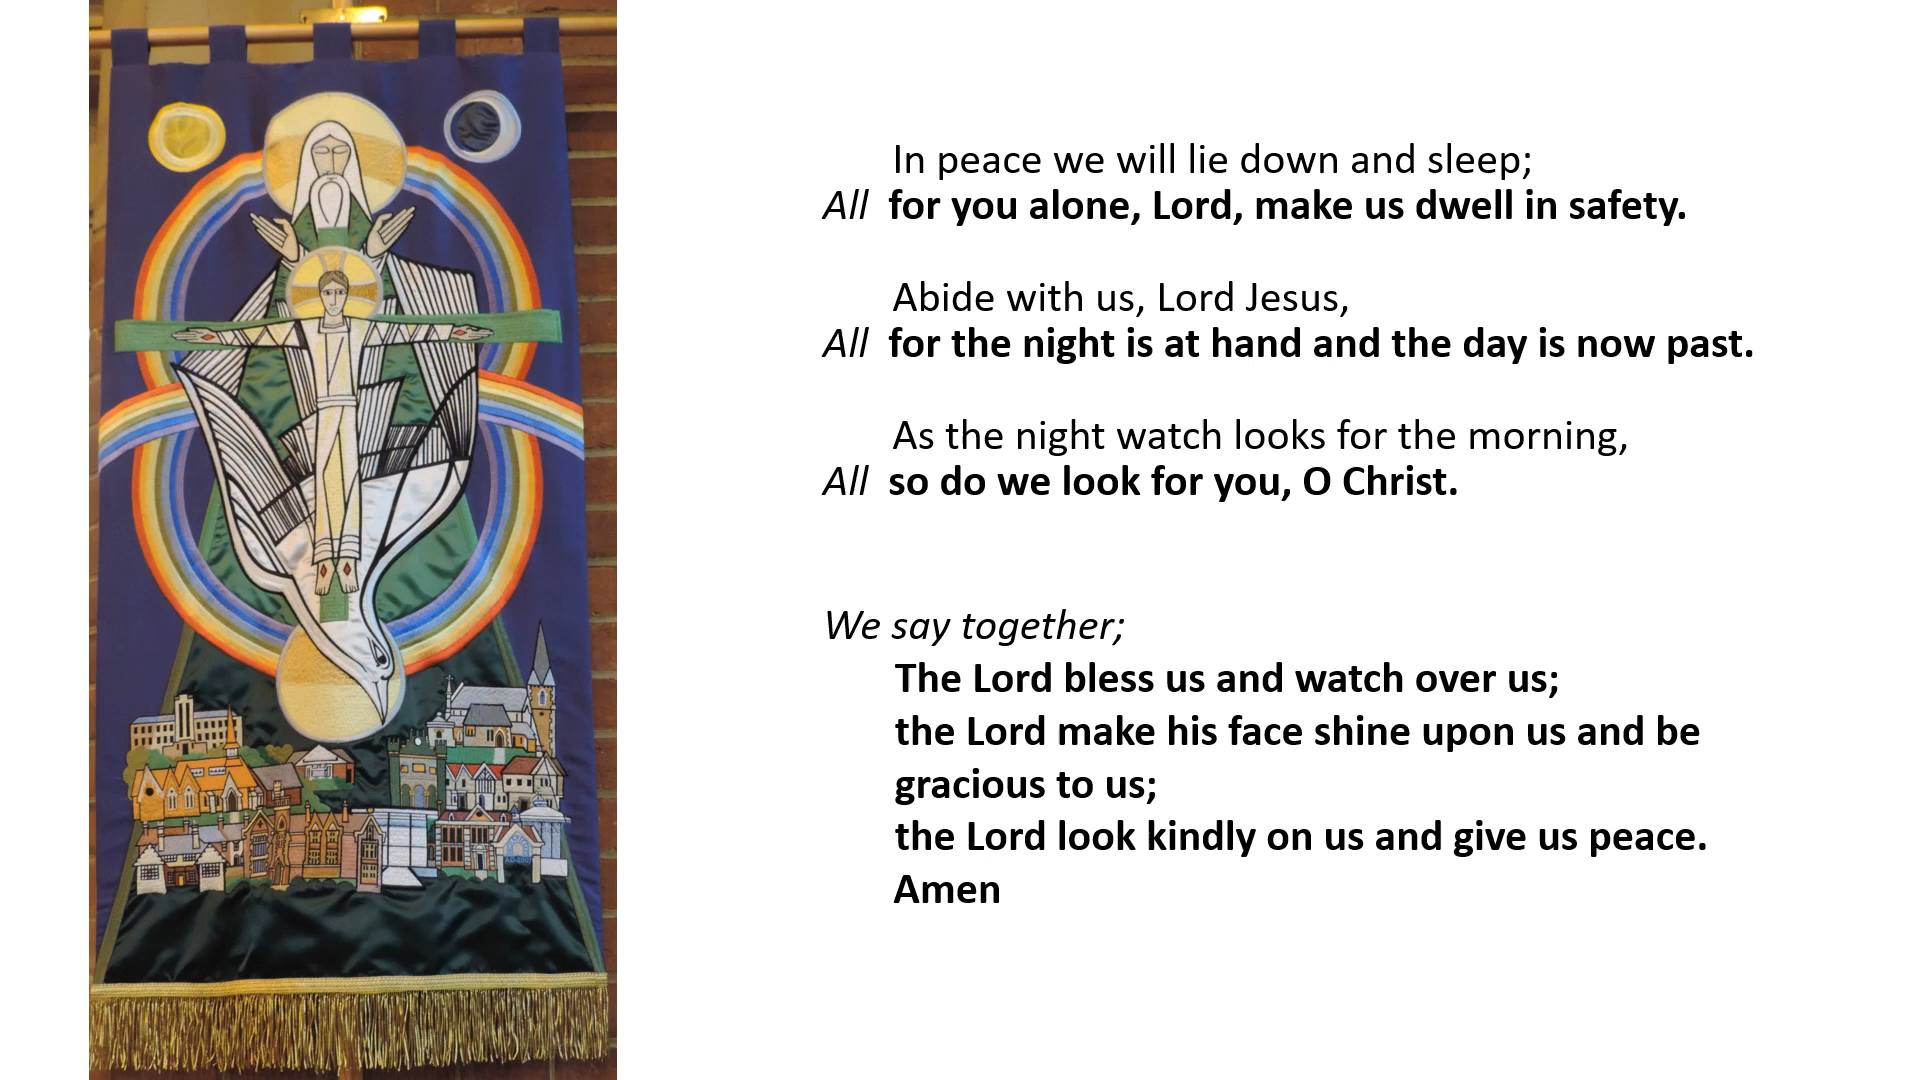 In peace we will lie down and sleep;
All for you alone, Lord, make us dwell in safety.
Abide with us, Lord Jesus,
All for the night is at hand and the day is now past.
As the night watch looks for the morning,
All so do we look for you, O Christ.
We say together;
The Lord bless us and watch over us;
the Lord make his face shine upon us and be
gracious to us;
the Lord look kindly on us and give us peace.
Amen